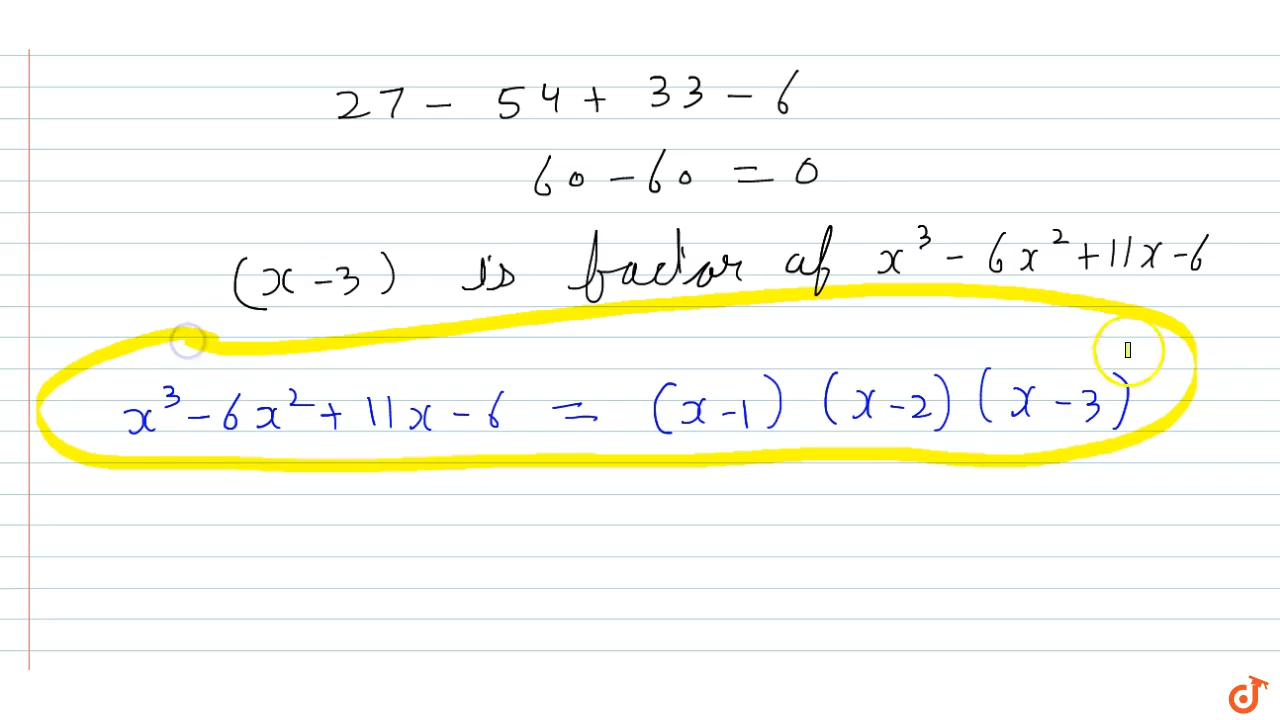 27 - 54 + 33 - 6
60 - 60 = 0
(x - 3) is factor of x³ - 6x² + 11x - 6
x³ - 6x² + 11x - 6 = (x - 1) (x - 2) (x - 3)